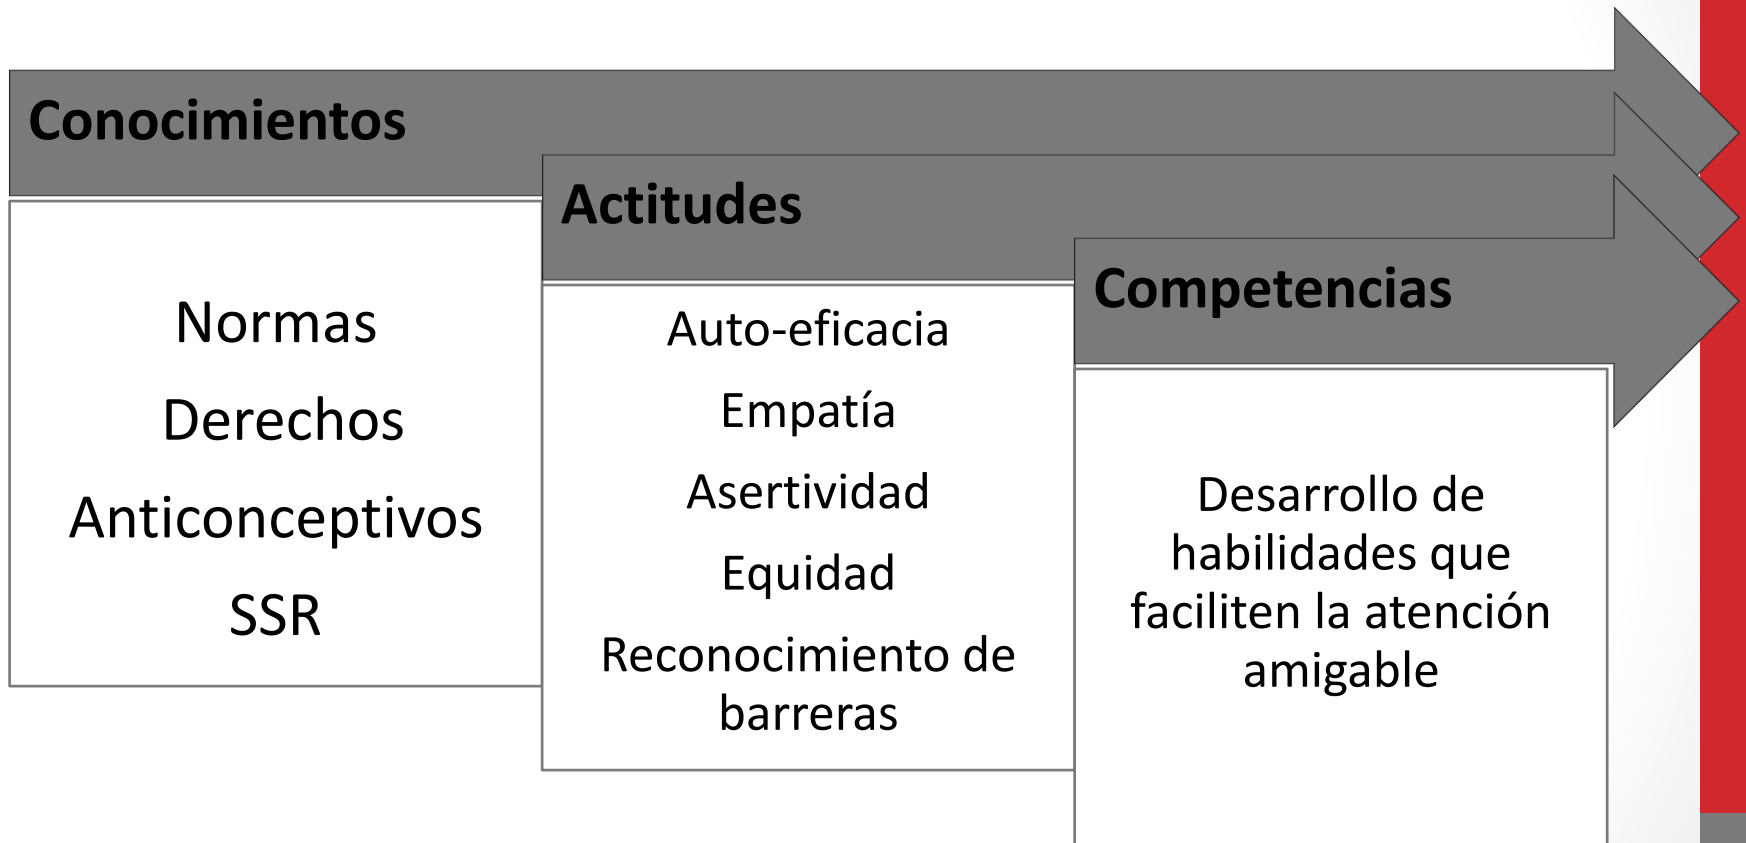 Conocimientos
Normas
Derechos
Anticonceptivos
SSR
Actitudes
Auto-eficacia
Empatía
Asertividad
Equidad
Reconocimiento de
barreras
Competencias
Desarrollo de
habilidades que
faciliten la atención
amigable